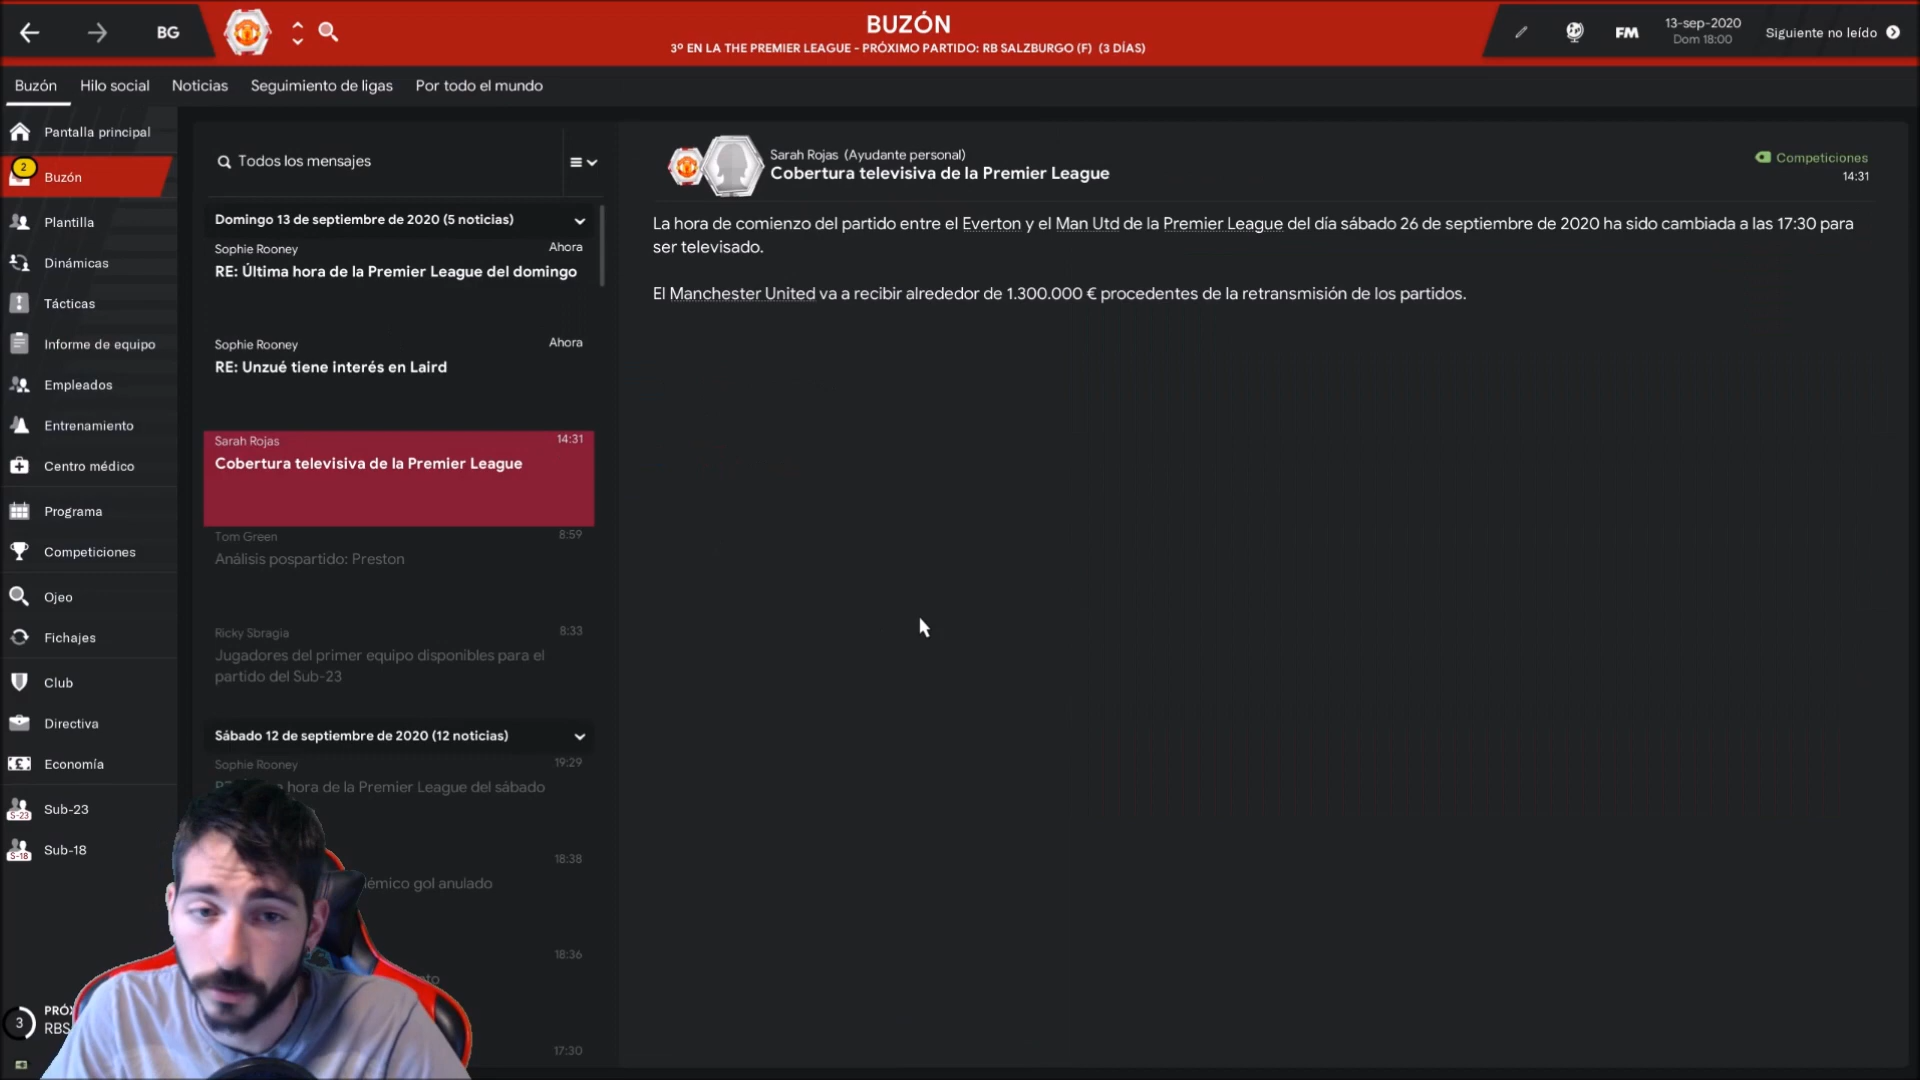 BG
BUZÓN
3º EN LA THE PREMIER LEAGUE - PRÓXIMO PARTIDO: RB SALZBURGO (F) (3 DÍAS)
FM
13-sep-2020
Dom 18:00
Siguiente no leído
Buzón
Hilo social
Noticias
Seguimiento de ligas
Por todo el mundo
Pantalla principal
2
Buzón
Plantilla
Dinámicas
Tácticas
Informe de equipo
Empleados
Entrenamiento
Centro médico
Programa
Competiciones
Ojeo
Fichajes
Club
Directiva
Economía
S-23
Sub-23
S-18
Sub-18
3
RBS
Todos los mensajes
Domingo 13 de septiembre de 2020 (5 noticias)
Sophie Rooney
Ahora
RE: Última hora de la Premier League del domingo
Sophie Rooney
Ahora
RE: Unzué tiene interés en Laird
Sarah Rojas
14:31
Cobertura televisiva de la Premier League
Tom Green
8:59
Análisis pospartido: Preston
Ricky Sbragia
8:33
Jugadores del primer equipo disponibles para el
partido del Sub-23
Sábado 12 de septiembre de 2020 (12 noticias)
Sophie Rooney
19:29
hora de la Premier League del sábado
18:38
gol anulado
18:36
17:30
Sarah Rojas (Ayudante personal)
Cobertura televisiva de la Premier League
Competiciones
14:31
La hora de comienzo del partido entre el Everton y el Man Utd de la Premier League del día sábado 26 de septiembre de 2020 ha sido cambiada a las 17:30 para
ser televisado.
El Manchester United va a recibir alrededor de 1.300.000 € procedentes de la retransmisión de los partidos.